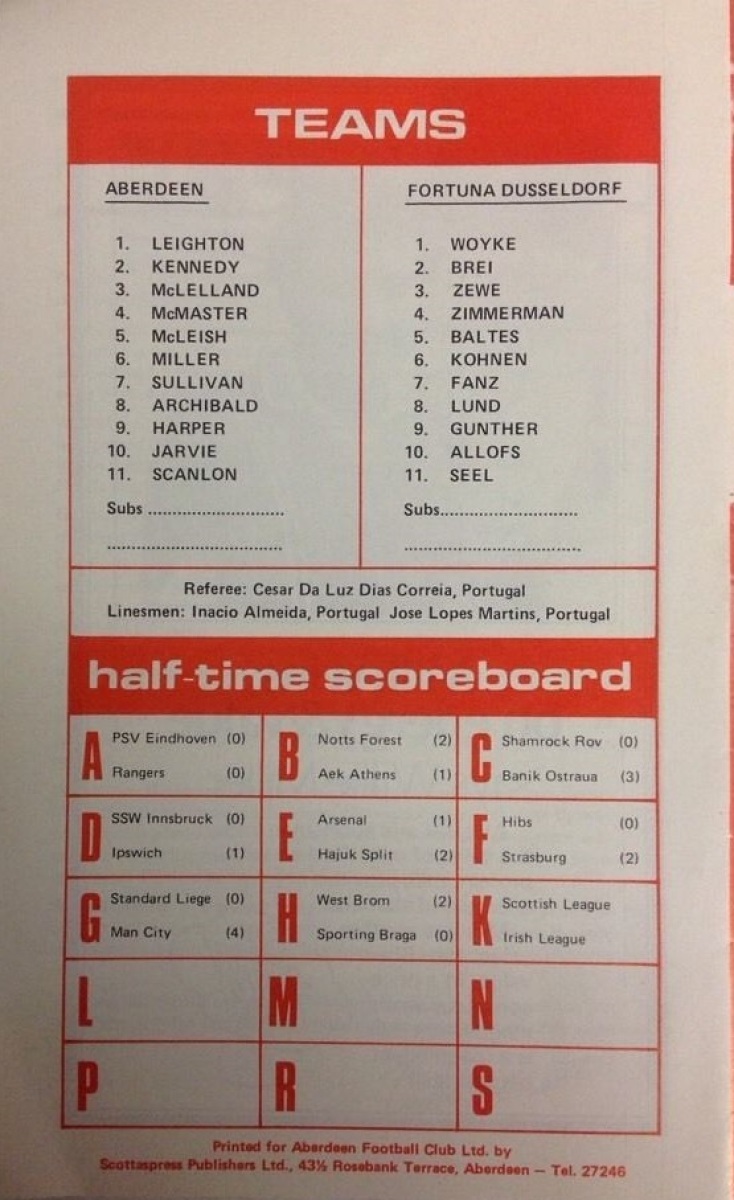 TEAMS
ABERDEEN
1. LEIGHTON
2. KENNEDY
3. McLELLAND
4. McMASTER
5. McLEISH
6. MILLER
7. SULLIVAN
8. ARCHIBALD
9. HARPER
10. JARVIE
11. SCANLON
Subs ..............................
.......................................
FORTUNA DUSSELDORF
1. WOYKE
2. BREI
3. ZEWE
4. ZIMMERMAN
5. BALTES
6. KOHNEN
7. FANZ
8. LUND
9. GUNTHER
10. ALLOFS
11. SEEL
Subs..............................
.......................................
Referee: Cesar Da Luz Dias Correia, Portugal
Linesmen: Inacio Almeida, Portugal Jose Lopes Martins, Portugal
half-time scoreboard
A
PSV Eindhoven (0)
Rangers (0)
B
Notts Forest (2)
Aek Athens (1)
C
Shamrock Rov (0)
Banik Ostraua (3)
D
SSW Innsbruck (0)
Ipswich (1)
E
Arsenal (1)
Hajuk Split (2)
F
Hibs (0)
Strasburg (2)
G
Standard Liege (0)
Man City (4)
H
West Brom (2)
Sporting Braga (0)
K
Scottish League
Irish League
L
M
N
P
R
S
Printed for Aberdeen Football Club Ltd. by
Scottaspress Publishers Ltd., 43½ Rosebank Terrace, Aberdeen — Tel. 27246